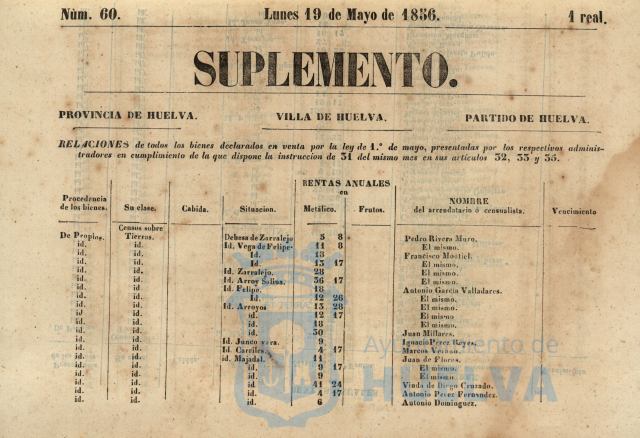 Núm. 60. Lunes 19 de Mayo de 1856. 1 real.
SUPLEMENTO.
PROVINCIA DE HUELVA. VILLA DE HUELVA. PARTIDO DE HUELVA.
RELACIONES de todos los bienes declarados en venta por la ley de 1.º de mayo, presentadas por los respectivos adminis-
tradores en cumplimiento de la que dispone la instruccion de 31 del mismo mes en sus artículos 32, 33 y 35.
RENTAS ANUALES
en
Procedencia de los bienes. Su clase. Cabida. Situacion. Metálico. Frutos. NOMBRE del arrendatario ó censualista. Vencimiento
Censos sobre
De Propios. Tierras. Dehesa de Zarralejo 5 8 Pedro Rivera Muro.
id. id. Id. Vega de Felipe 11 8 El mismo.
id. id. Id. 18 Francisco Montiel.
id. id. Id. 13 17 El mismo.
id. id. Id. Zarralejo. 28 El mismo.
id. id. Id. Arroy Salina. 36 17 El mismo.
id. id. Id. Felipe. 18 Antonio García Valladares.
id. id. Id. 12 26 El mismo.
id. id. Id. Arroyos 13 28 El mismo.
id. id. id. 12 17 El mismo
id. id. id. 18 El mismo.
id. id. id. 50 Juan Millares.
id. id. Id. Junco 9 Ignacio Perez Reyes.
id. id. Id. Carriles 4 17 Marcos
id. id. Id. Majadal. 11 Juan de Flores.
id. id. id. 9 17 El mismo.
id. id. id. 9 El mismo.
id. id. id. 41 24 Viuda de Diego Cruzado.
id. id. id. 4 17 Antonio Perez Fernandez.
id. id. id. 6 Antonio Dominguez.
Ayuntamiento de
HUELVA